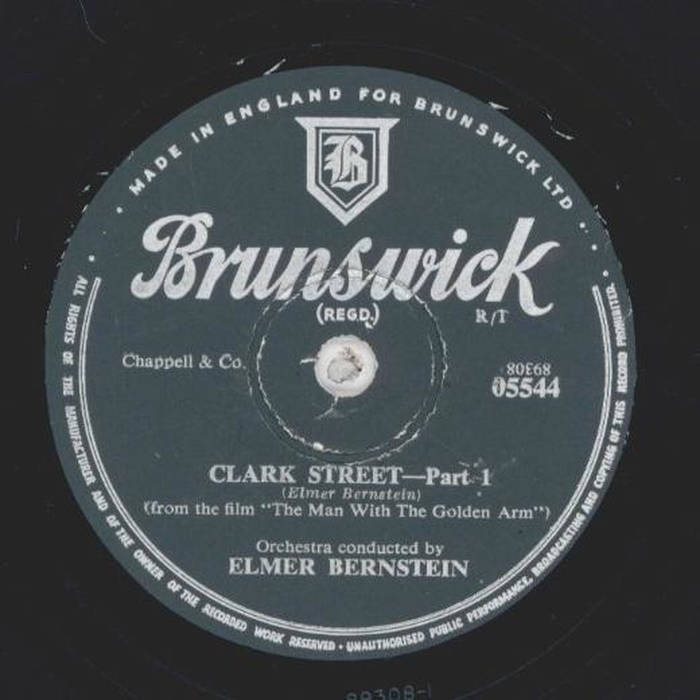 MADE IN ENGLAND FOR BRUNSWICK LTD...
B
Brunswick
(REGD.)
R/T
Chappell & Co.
80E68
05544
CLARK STREET—Part 1
(Elmer Bernstein)
(from the film "The Man With The Golden Arm")
Orchestra conducted by
ELMER BERNSTEIN
ALL RIGHTS OF THE MANUFACTURER AND OF THE OWNER OF THE RECORDED WORK RESERVED · UNAUTHORISED PUBLIC PERFORMANCE, BROADCASTING AND COPYING OF THIS RECORD PROHIBITED.
89308-1